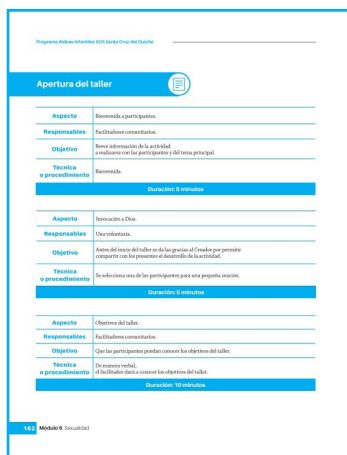 Programa Aldeas Infantiles SOS Santa Cruz del Quiché
Apertura del taller
Aspecto Bienvenida a participantes.
Responsables Facilitadores comunitarios.
Objetivo Breve información de la actividad
a realizarse con las participantes y del tema principal.
Técnica
o procedimiento Bienvenida.
Duración: 5 minutos
Aspecto Invocación a Dios.
Responsables Una voluntaria.
Objetivo Antes del inicio del taller se da las gracias al Creador por permitir
compartir con los presentes el desarrollo de la actividad.
Técnica
o procedimiento Se selecciona una de las participantes para una pequeña oración.
Duración: 5 minutos
Aspecto Objetivos del taller.
Responsables Facilitadores comunitarios.
Objetivo Que las participantes puedan conocer los objetivos del taller.
Técnica
o procedimiento De manera verbal,
el facilitador dará a conocer los objetivos del taller.
Duración: 10 minutos
162 Módulo 6 Sexualidad